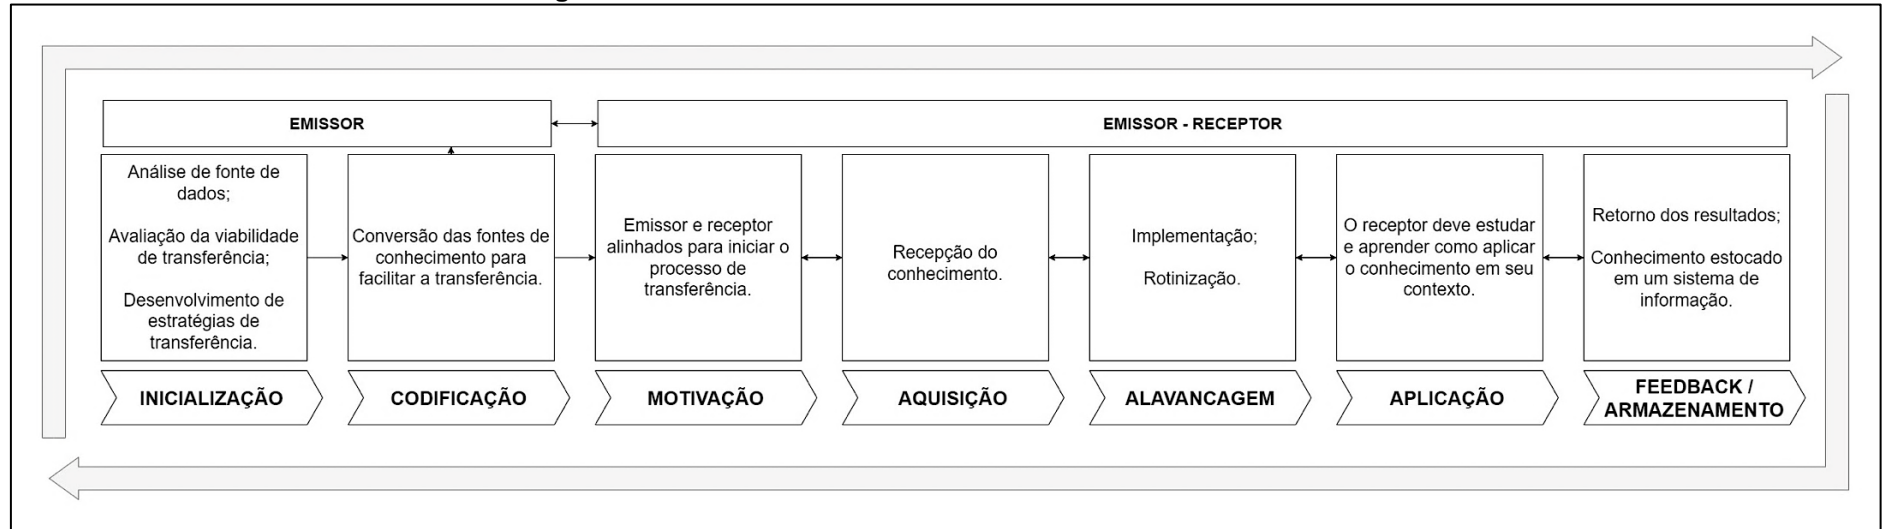 EMISSOR
EMISSOR - RECEPTOR
Análise de fonte de
dados;
Avaliação da viabilidade
de transferência;
Desenvolvimento de
estratégias de
transferência.
Conversão das fontes de
conhecimento para
facilitar a transferência.
Emissor e receptor
alinhados para iniciar o
processo de
transferência.
Recepção do
conhecimento.
Implementação;
Rotinização.
O receptor deve estudar
e aprender como aplicar
o conhecimento em seu
contexto.
Retorno dos resultados;
Conhecimento estocado
em um sistema de
informação.
INICIALIZAÇÃO
CODIFICAÇÃO
MOTIVAÇÃO
AQUISIÇÃO
ALAVANCAGEM
APLICAÇÃO
FEEDBACK /
ARMAZENAMENTO